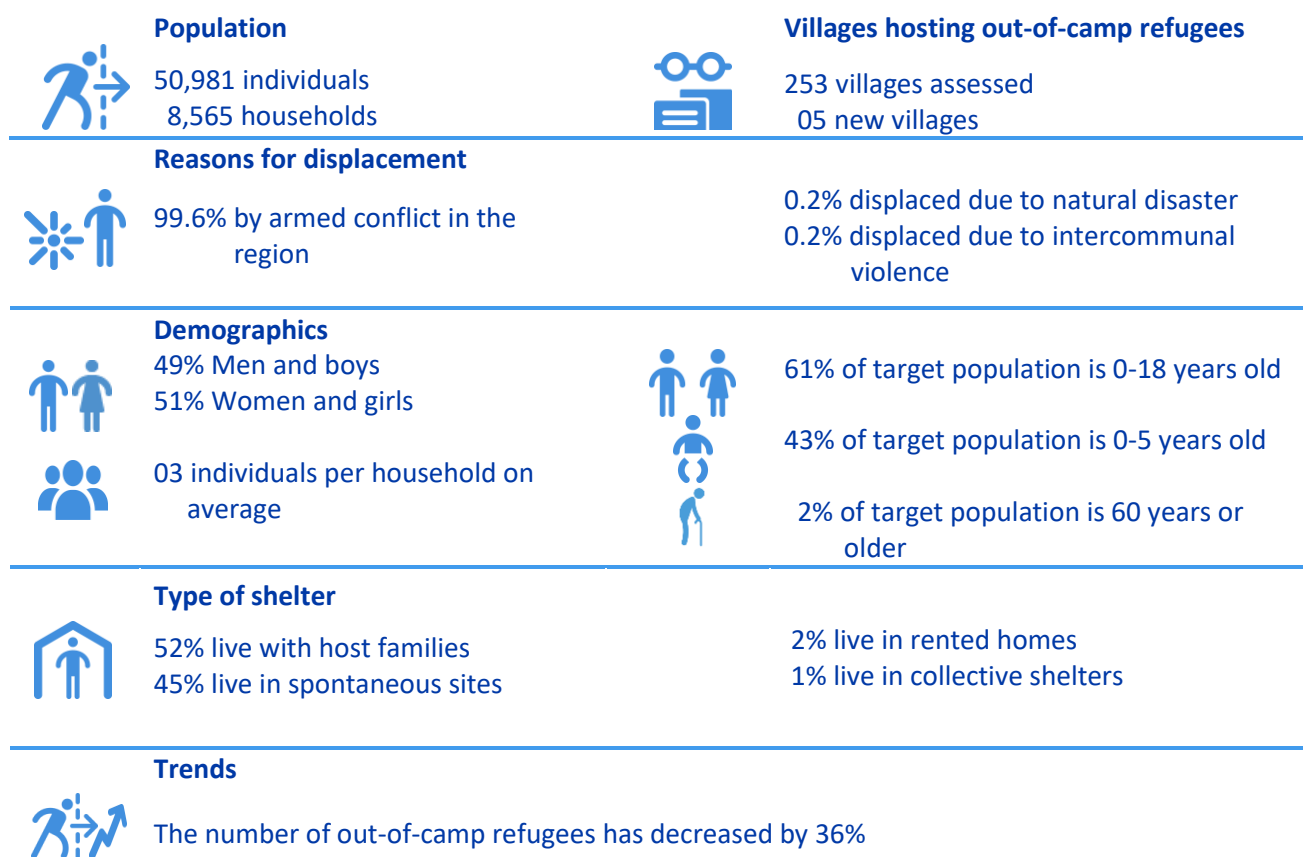 Population
50,981 individuals
8,565 households
Villages hosting out-of-camp refugees
253 villages assessed
05 new villages
Reasons for displacement
99.6% by armed conflict in the
region
0.2% displaced due to natural disaster
0.2% displaced due to intercommunal
violence
Demographics
49% Men and boys
51% Women and girls
03 individuals per household on
average
61% of target population is 0-18 years old
43% of target population is 0-5 years old
2% of target population is 60 years or
older
Type of shelter
52% live with host families
45% live in spontaneous sites
2% live in rented homes
1% live in collective shelters
Trends
The number of out-of-camp refugees has decreased by 36%